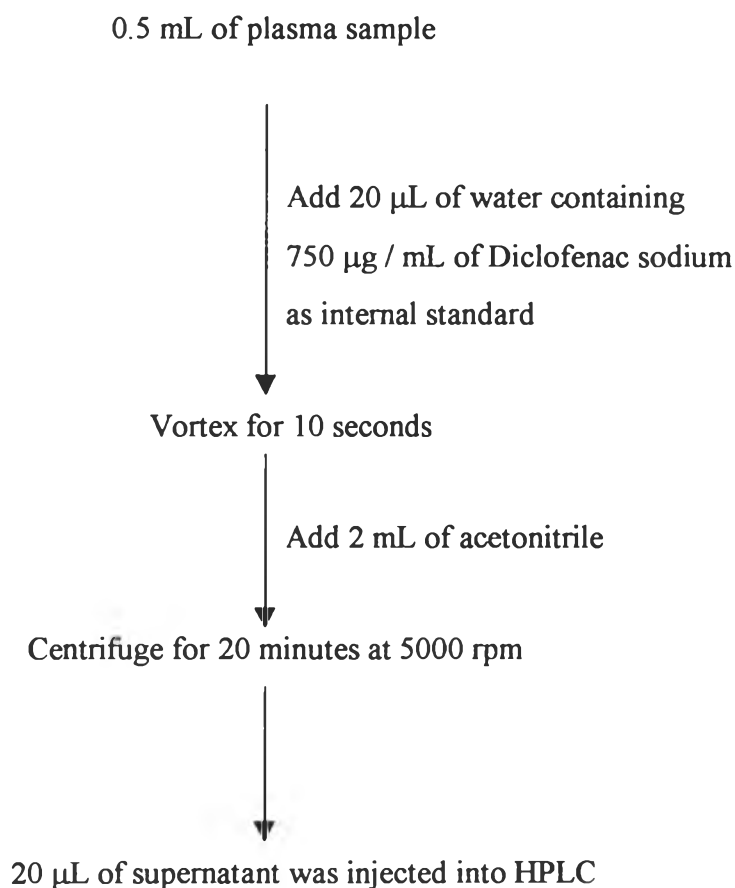 0.5 mL of plasma sample
Add 20 μL of water containing
750 μg / mL of Diclofenac sodium
as internal standard
Vortex for 10 seconds
Add 2 mL of acetonitrile
Centrifuge for 20 minutes at 5000 rpm
20 μL of supernatant was injected into HPLC